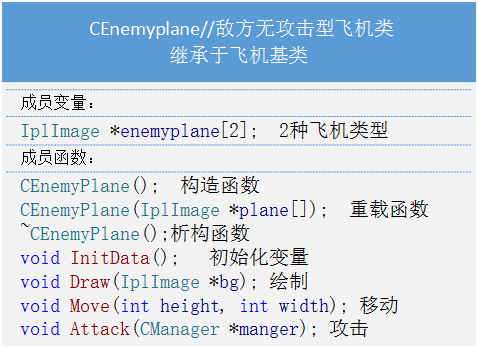 CEnemyplane//敌方无攻击型飞机类
继承于飞机基类
成员变量:
IplImage *enemyplane[2]; 2种飞机类型
成员函数:
CEnemyPlane(); 构造函数
CEnemyPlane(IplImage *plane[]); 重载函数
~CEnemyPlane();析构函数
void InitData(); 初始化变量
void Draw(IplImage *bg); 绘制
void Move(int height, int width); 移动
void Attack(CManager *manger); 攻击